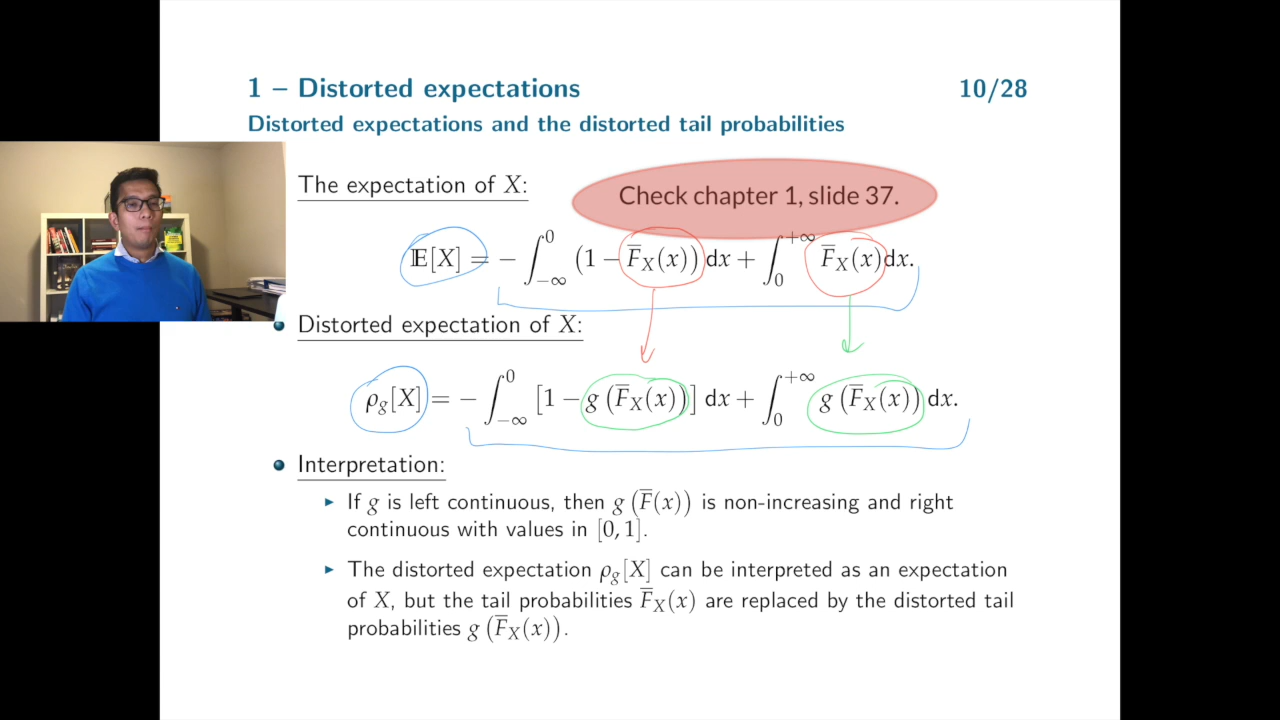 1 – Distorted expectations 10/28
Distorted expectations and the distorted tail probabilities
The expectation of X:
Check chapter 1, slide 37.
𝔼[X] = − ∫_{−∞}^{0} (1 − F̅_X(x)) dx + ∫_{0}^{+∞} F̅_X(x)dx.
Distorted expectation of X:
ρ_g[X] = − ∫_{−∞}^{0} [1 − g (F̅_X(x))] dx + ∫_{0}^{+∞} g (F̅_X(x)) dx.
Interpretation:
If g is left continuous, then g (F̅(x)) is non-increasing and right
continuous with values in [0, 1].
The distorted expectation ρ_g[X] can be interpreted as an expectation
of X, but the tail probabilities F̅_X(x) are replaced by the distorted tail
probabilities g (F̅_X(x)).